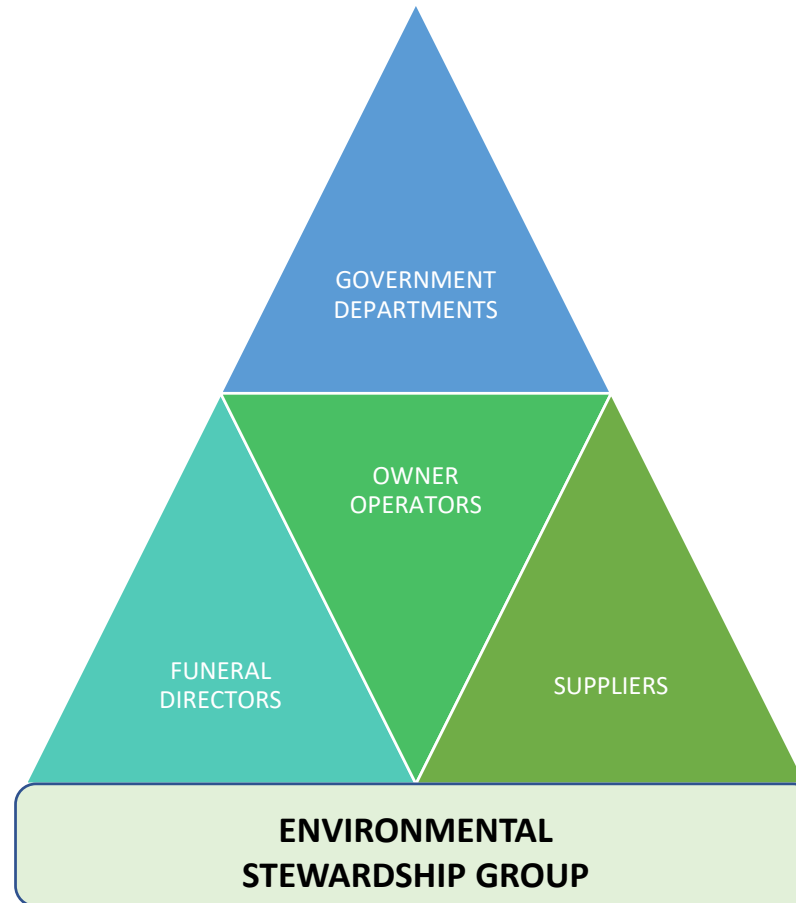 GOVERNMENT
DEPARTMENTS
OWNER
OPERATORS
FUNERAL
DIRECTORS
SUPPLIERS
ENVIRONMENTAL
STEWARDSHIP GROUP